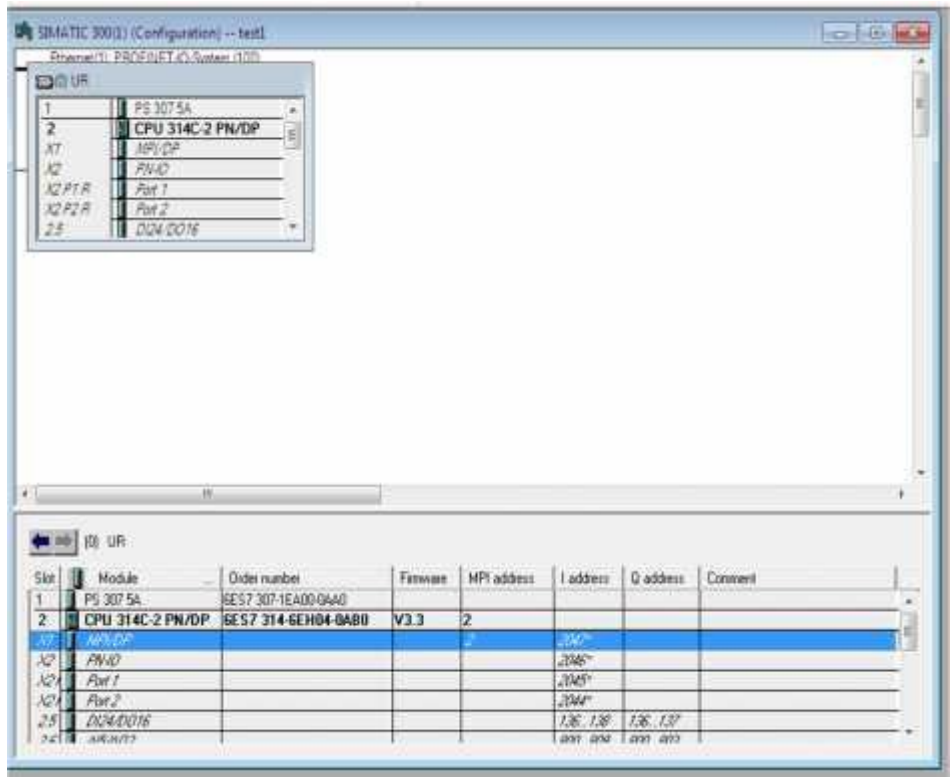 SIMATIC 300(1) (Configuration) -- test1
Ethernet(1): PROFINET-IO-System (100)
(0) UR
1 PS 307 5A
2 CPU 314C-2 PN/DP
X1 MPI/DP
X2 PN-IO
X2 P1 R Port 1
X2 P2 R Port 2
2.5 DI24/DO16
(0) UR
Slot Module ... Order number Firmware MPI address I address Q address Comment
1 PS 307 5A 6ES7 307-1EA00-0AA0
2 CPU 314C-2 PN/DP 6ES7 314-6EH04-0AB0 V3.3 2
X1 MPI/DP 2 2047*
X2 PN-IO 2046*
X2 Port 1 2045*
X2 Port 2 2044*
2.5 DI24/DO16 136...138 136...137